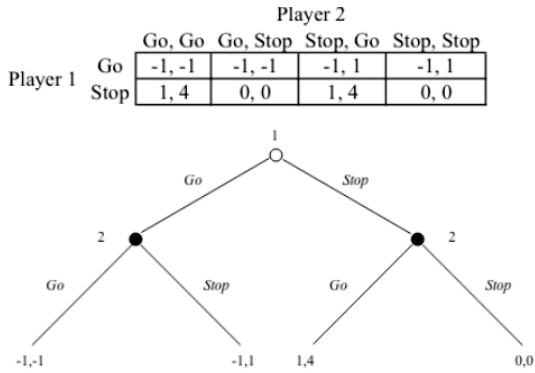 Player 2
Go, Go Go, Stop Stop, Go Stop, Stop
Player 1 Go -1, -1 -1, -1 -1, 1 -1, 1
Stop 1, 4 0, 0 1, 4 0, 0
1
Go Stop
2 2
Go Stop Go Stop
-1,-1 -1,1 1,4 0,0